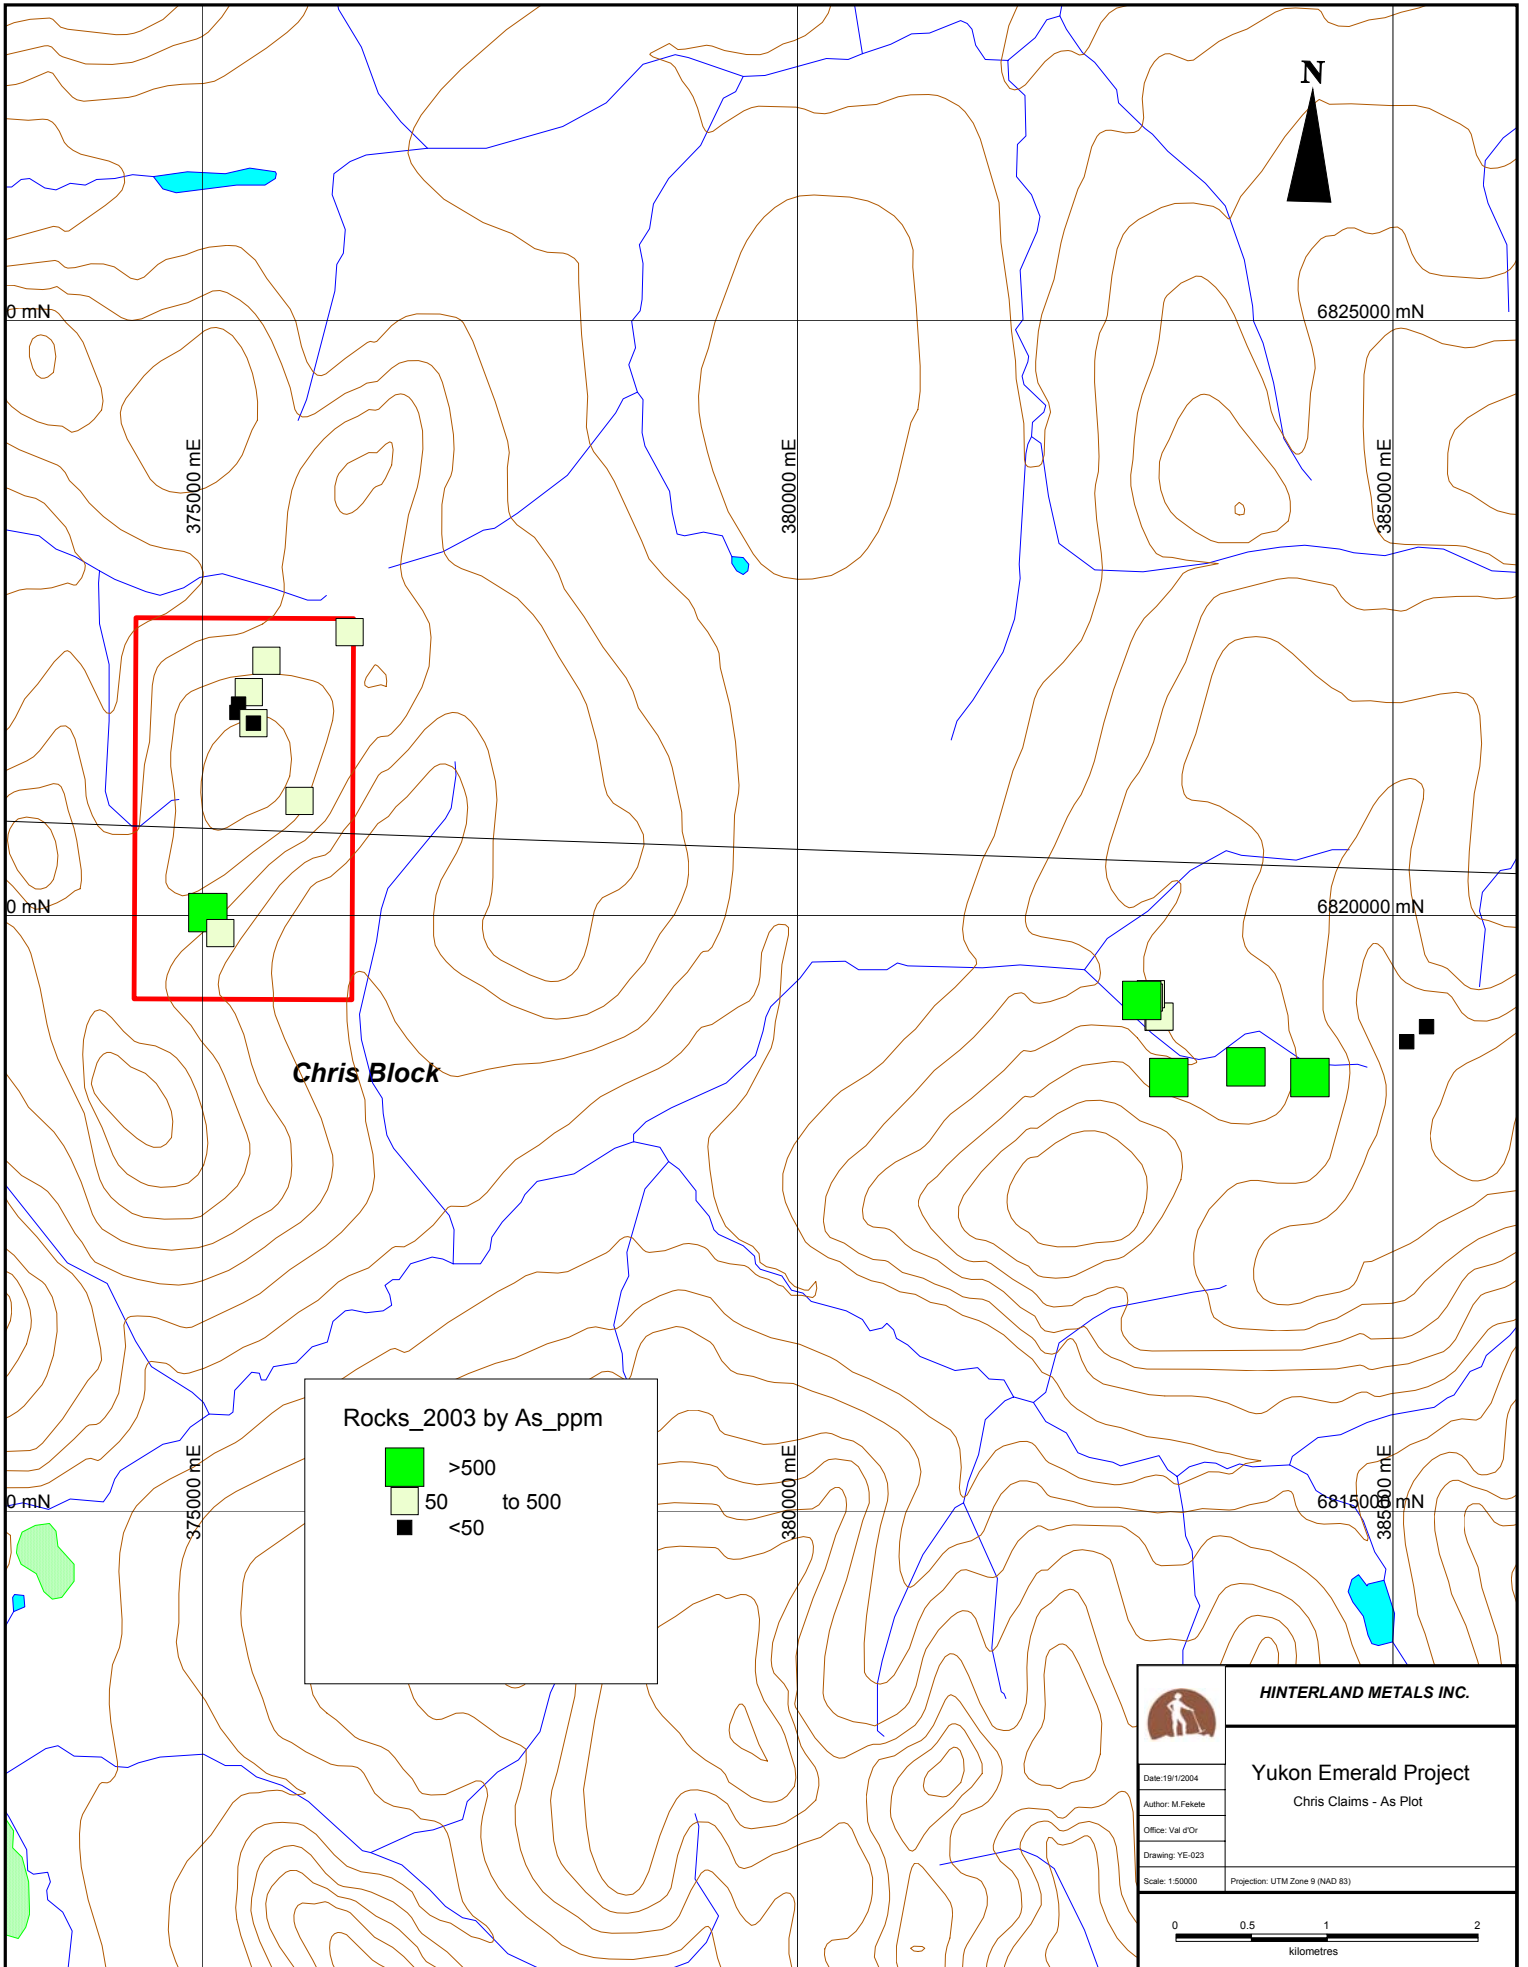 N
0 mN
6825000 mN
375000 mE
380000 mE
385000 mE
0 mN
6820000 mN
Chris Block
Rocks_2003 by As_ppm
>500
50 to 500
<50
375000 mE
380000 mE
385000 mE
0 mN
6815000 mN
HINTERLAND METALS INC.
Yukon Emerald Project
Chris Claims - As Plot
Date:19/1/2004
Author: M.Fekete
Office: Val d'Or
Drawing: YE-023
Scale: 1:50000
Projection: UTM Zone 9 (NAD 83)
0 0.5 1 2
kilometres